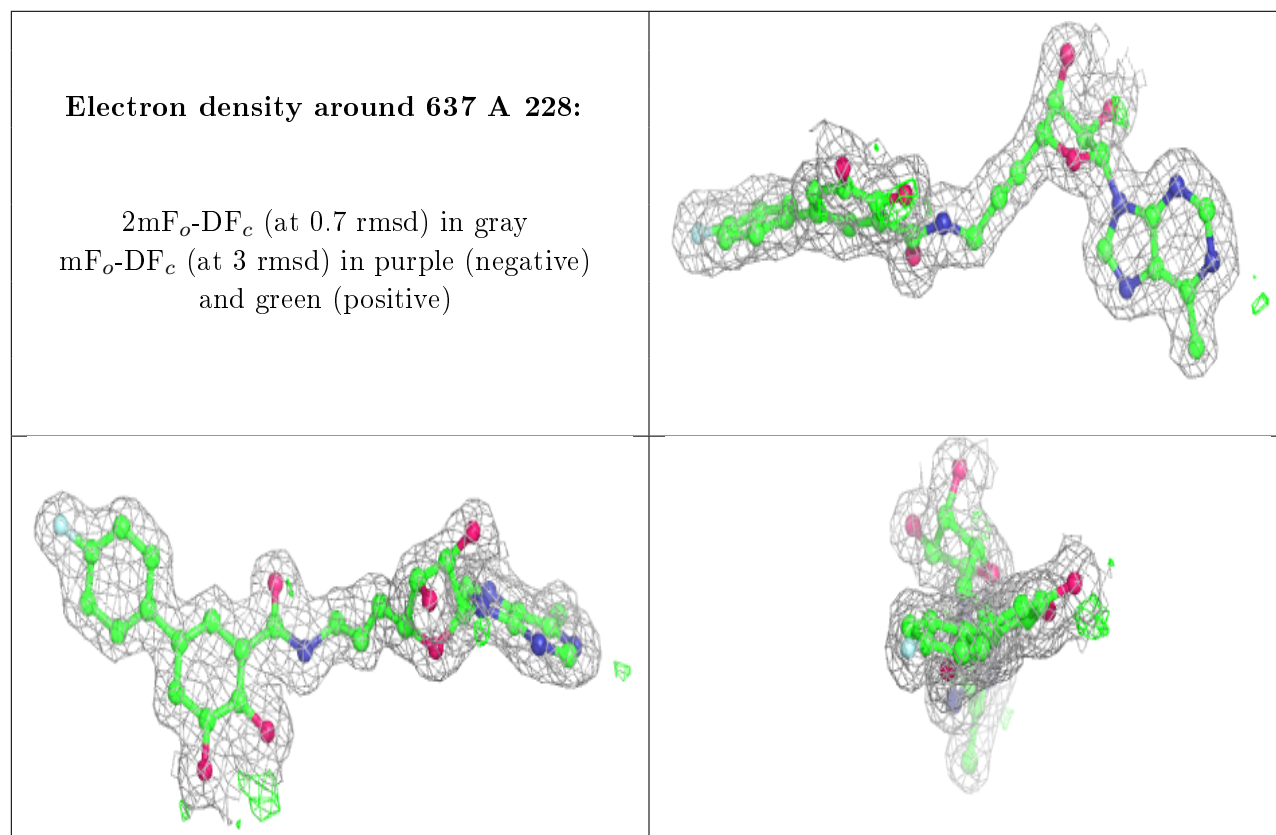 Electron density around 637 A 228:
2mFo-DFc (at 0.7 rmsd) in gray
mFo-DFc (at 3 rmsd) in purple (negative)
and green (positive)